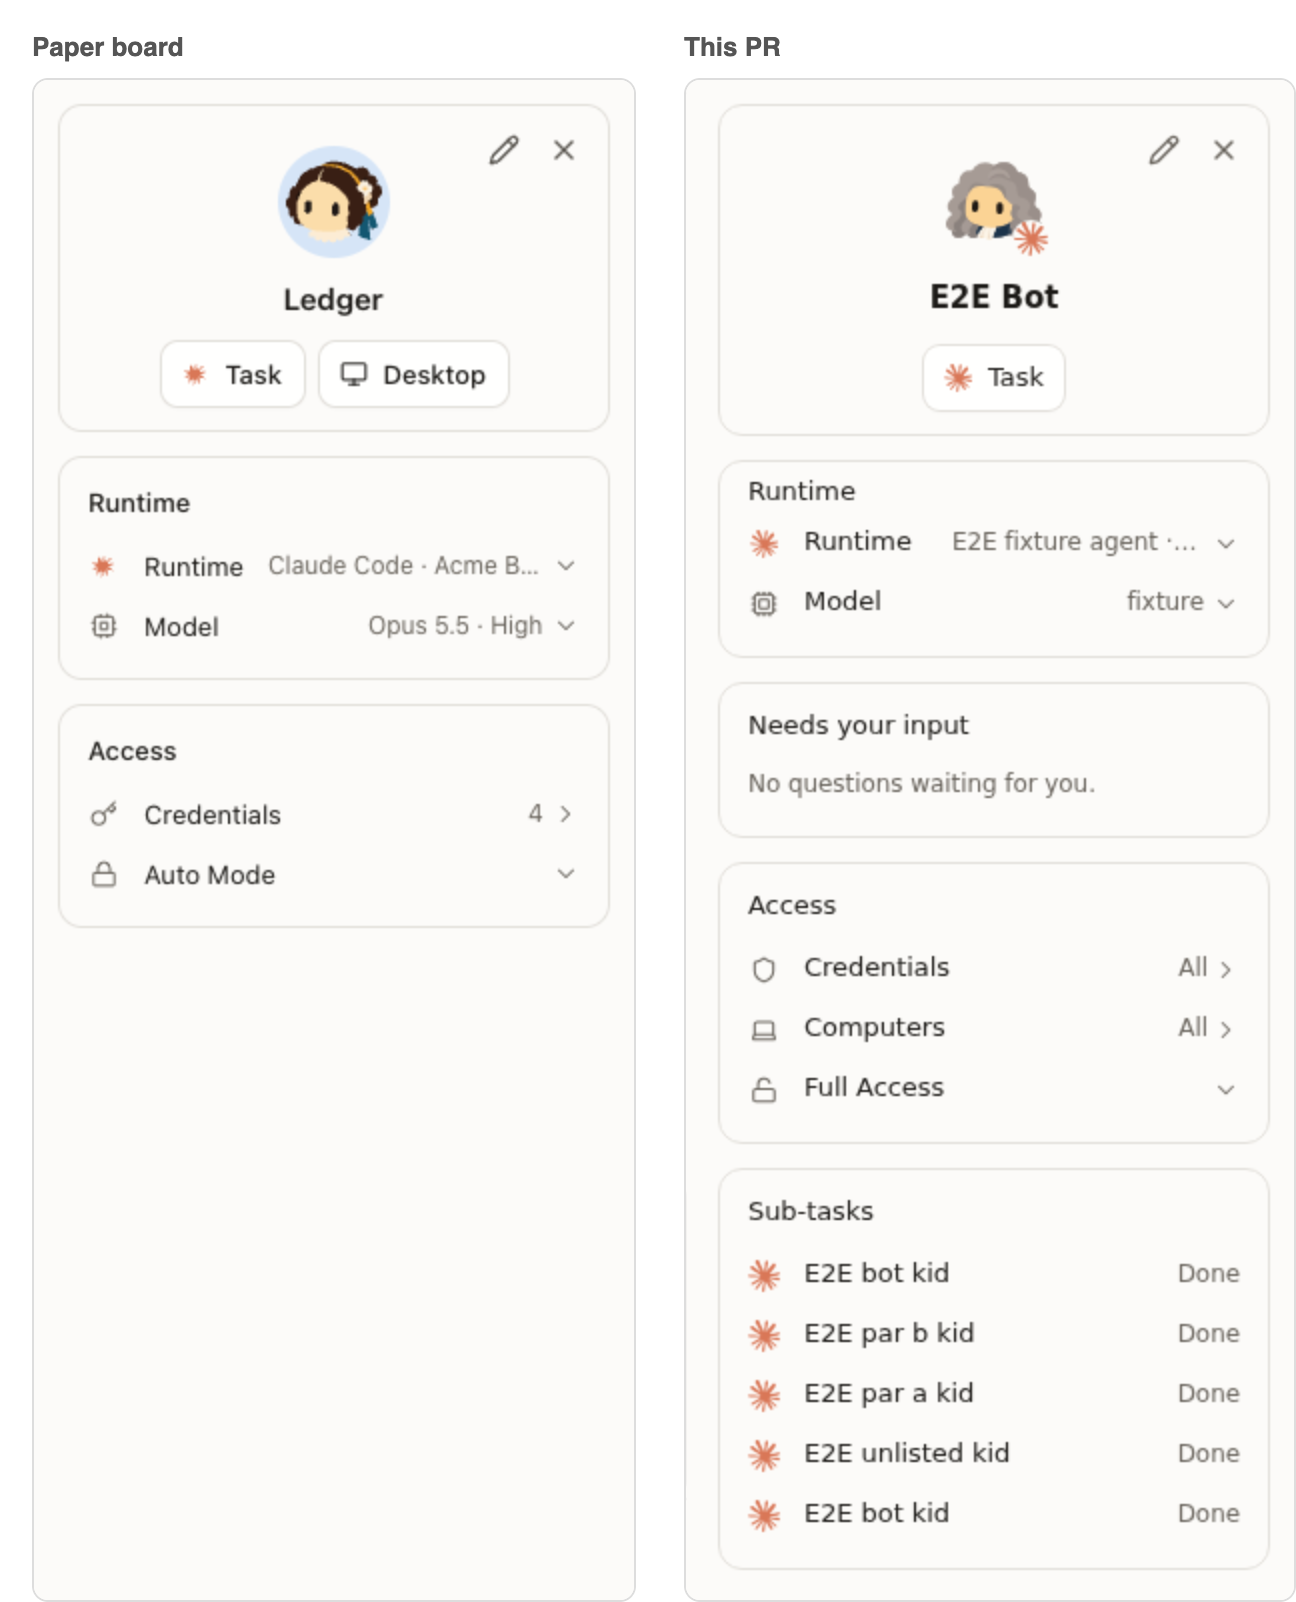 Paper board
Ledger
Task
Desktop
Runtime
Runtime Claude Code · Acme B...
Model Opus 5.5 · High
Access
Credentials 4
Auto Mode
This PR
E2E Bot
Task
Runtime
Runtime E2E fixture agent ·...
Model fixture
Needs your input
No questions waiting for you.
Access
Credentials All
Computers All
Full Access
Sub-tasks
E2E bot kid Done
E2E par b kid Done
E2E par a kid Done
E2E unlisted kid Done
E2E bot kid Done